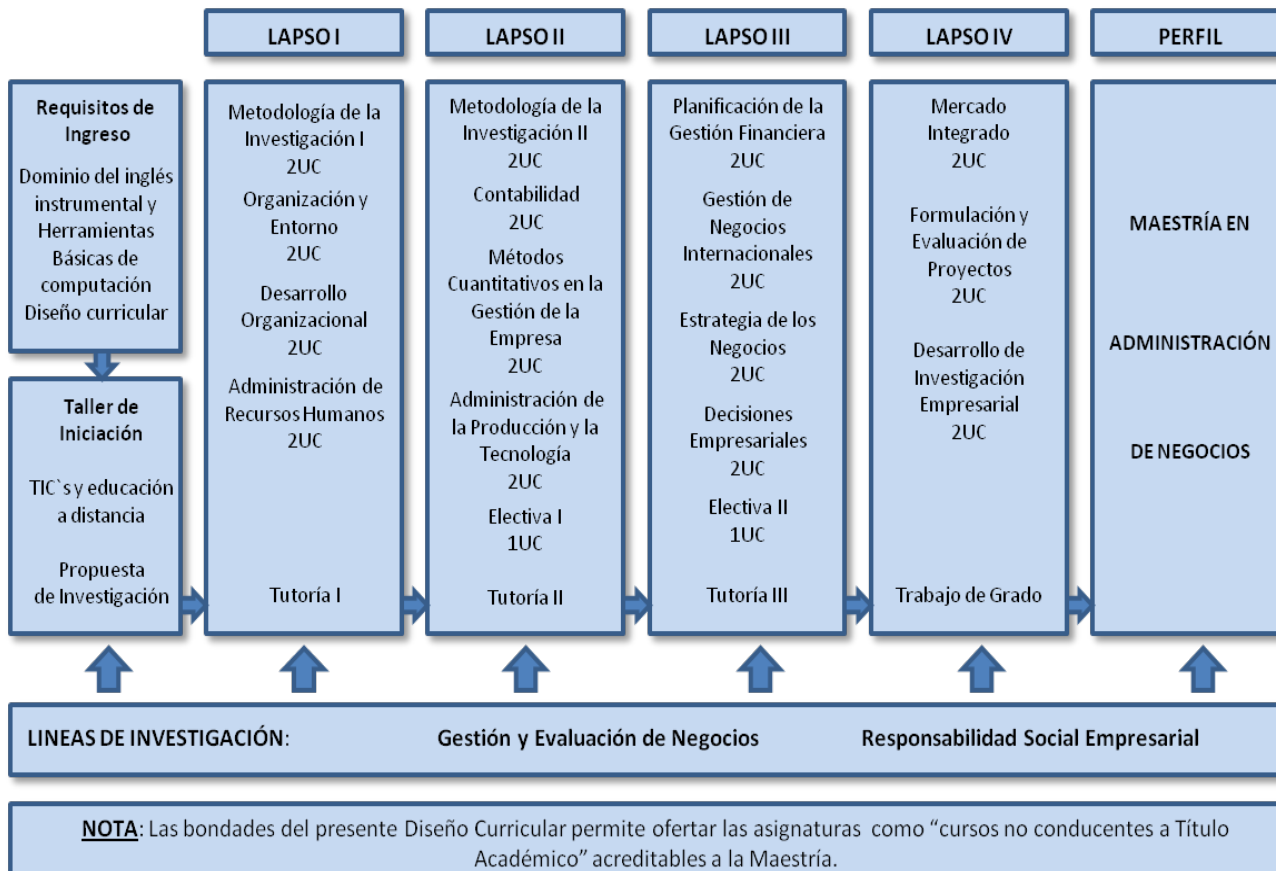 LAPSO I
LAPSO II
LAPSO III
LAPSO IV
PERFIL
Requisitos de
Ingreso
Dominio del inglés
instrumental y
Herramientas
Básicas de
computación
Diseño curricular
Taller de
Iniciación
TIC`s y educación
a distancia
Propuesta
de Investigación
Metodología de la
Investigación I
2UC
Organización y
Entorno
2UC
Desarrollo
Organizacional
2UC
Administración de
Recursos Humanos
2UC
Tutoría I
Metodología de la
Investigación II
2UC
Contabilidad
2UC
Métodos
Cuantitativos en la
Gestión de la
Empresa
2UC
Administración de
la Producción y la
Tecnología
2UC
Electiva I
1UC
Tutoría II
Planificación de la
Gestión Financiera
2UC
Gestión de
Negocios
Internacionales
2UC
Estrategia de los
Negocios
2UC
Decisiones
Empresariales
2UC
Electiva II
1UC
Tutoría III
Mercado
Integrado
2UC
Formulación y
Evaluación de
Proyectos
2UC
Desarrollo de
Investigación
Empresarial
2UC
Trabajo de Grado
MAESTRÍA EN
ADMINISTRACIÓN
DE NEGOCIOS
LINEAS DE INVESTIGACIÓN: Gestión y Evaluación de Negocios Responsabilidad Social Empresarial
NOTA: Las bondades del presente Diseño Curricular permite ofertar las asignaturas como “cursos no conducentes a Título
Académico” acreditables a la Maestría.